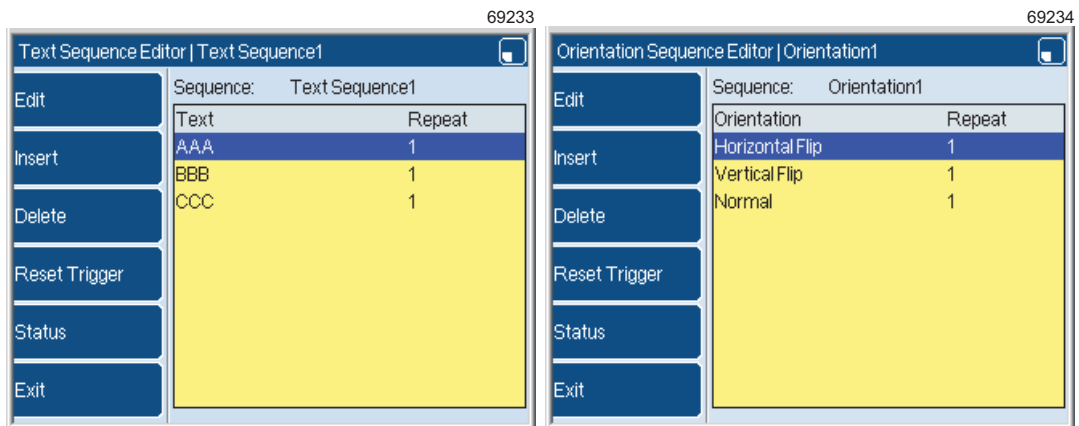 69233
Text Sequence Editor | Text Sequence1
Edit
Insert
Delete
Reset Trigger
Status
Exit
Sequence: Text Sequence1
Text Repeat
AAA 1
BBB 1
CCC 1
69234
Orientation Sequence Editor | Orientation1
Edit
Insert
Delete
Reset Trigger
Status
Exit
Sequence: Orientation1
Orientation Repeat
Horizontal Flip 1
Vertical Flip 1
Normal 1